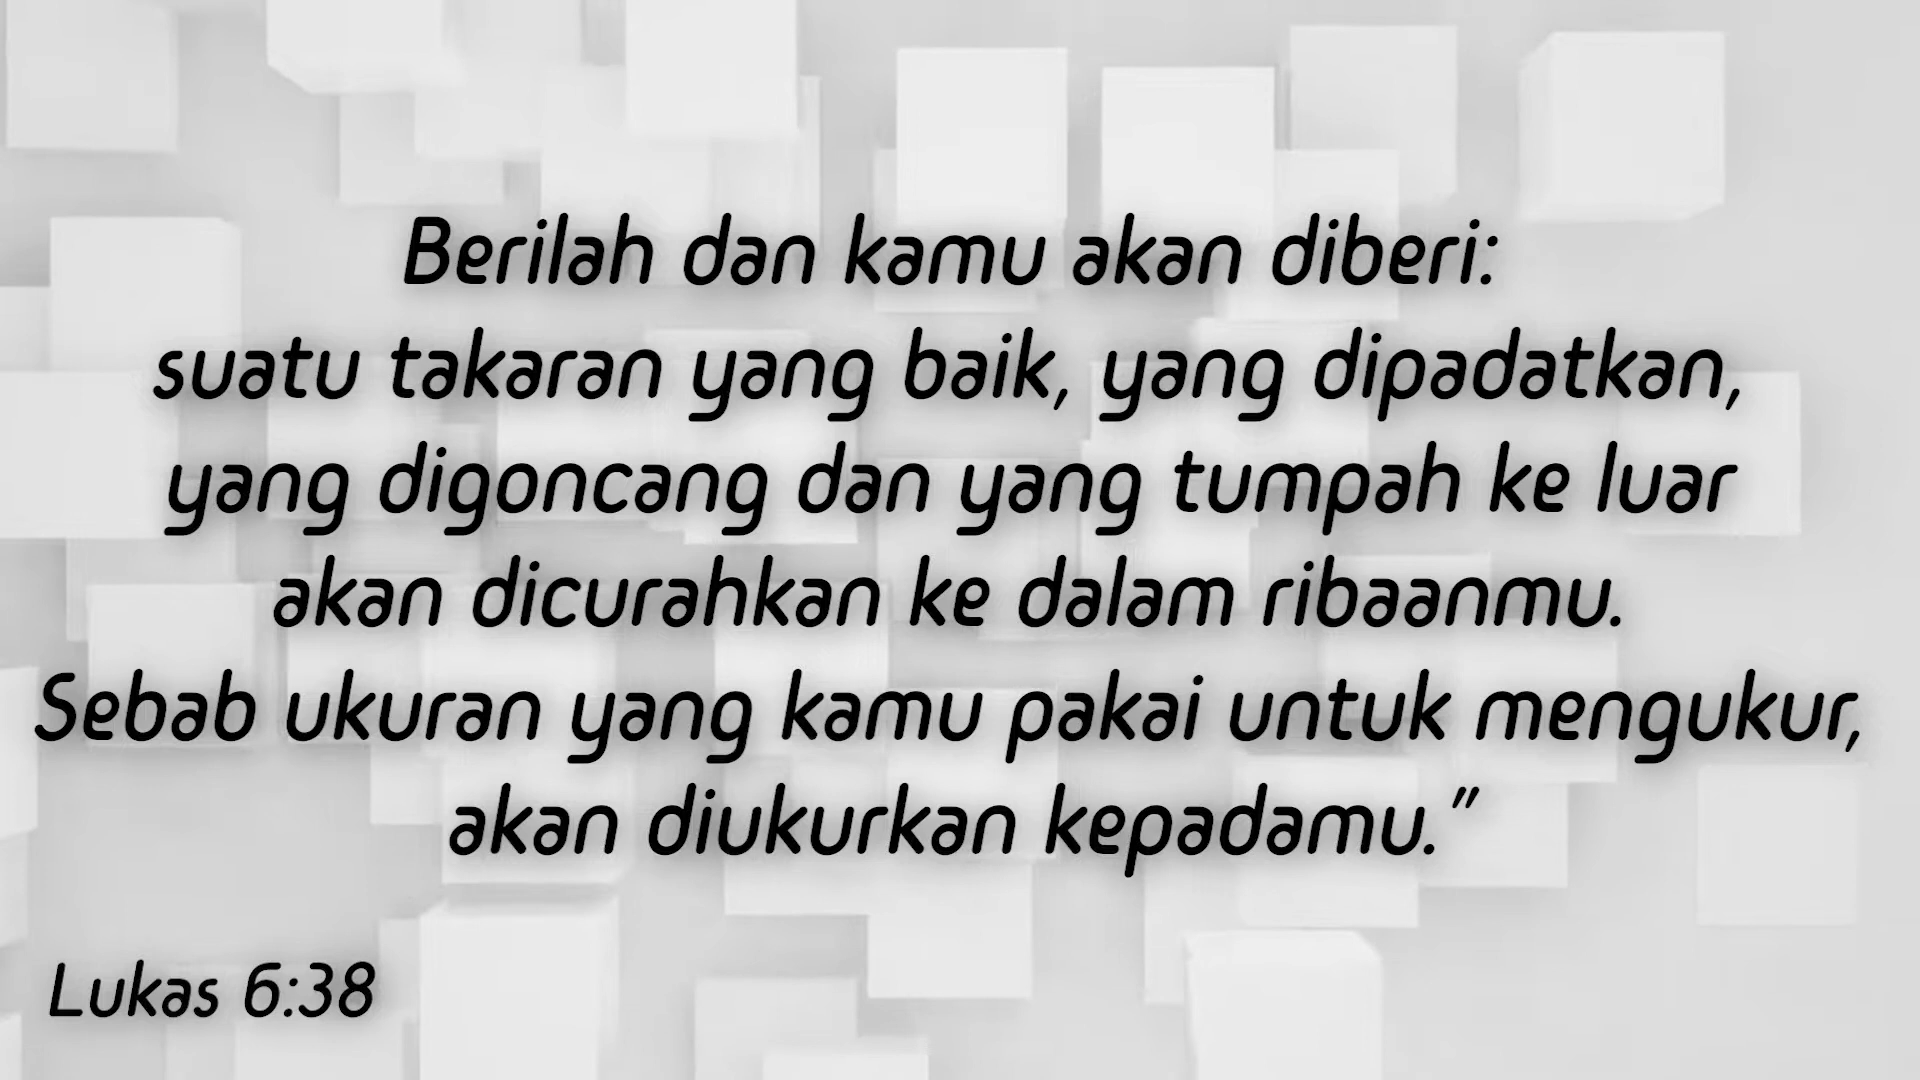 Berilah dan kamu akan diberi:
suatu takaran yang baik, yang dipadatkan,
yang digoncang dan yang tumpah ke luar
akan dicurahkan ke dalam ribaanmu.
Sebab ukuran yang kamu pakai untuk mengukur,
akan diukurkan kepadamu.”
Lukas 6:38